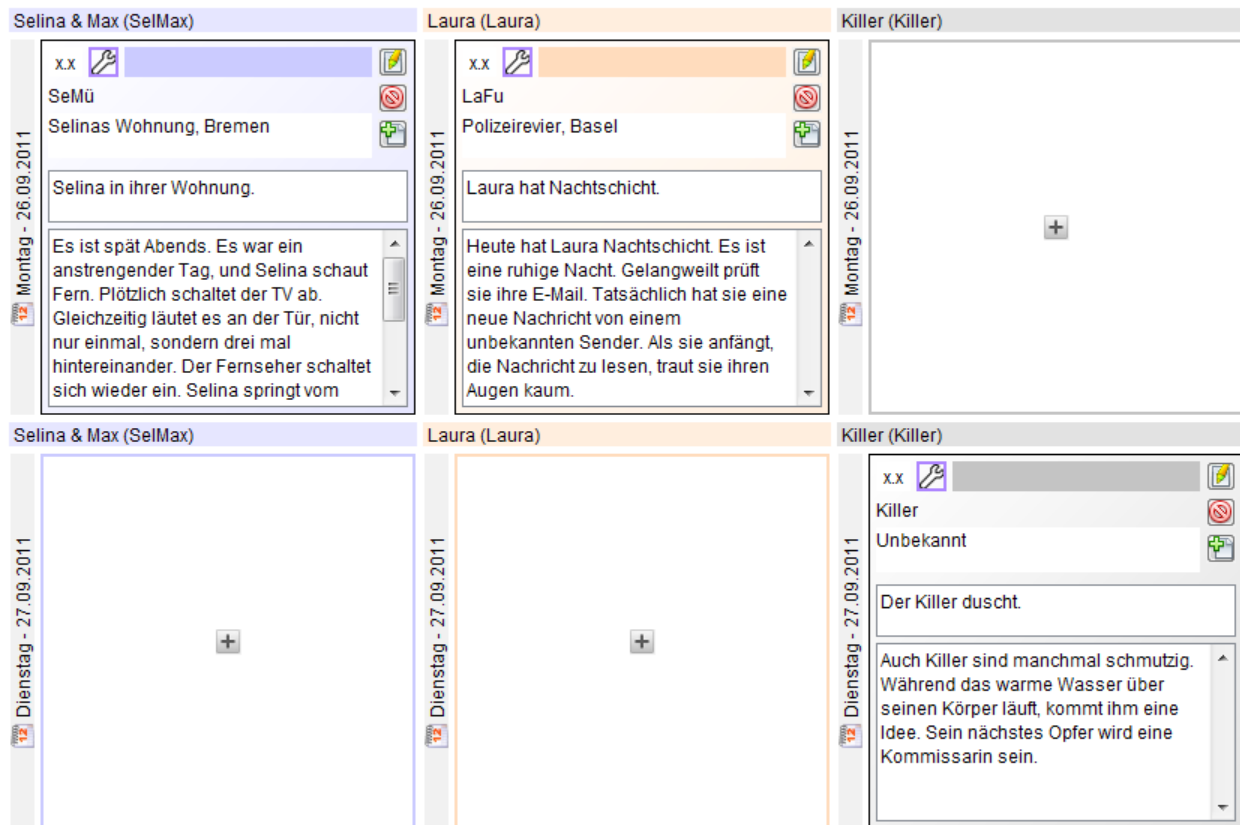 Selina & Max (SelMax)
Laura (Laura)
Killer (Killer)
Montag - 26.09.2011
12
x.x
SeMü
Selinas Wohnung, Bremen
Selina in ihrer Wohnung.
Es ist spät Abends. Es war ein
anstrengender Tag, und Selina schaut
Fern. Plötzlich schaltet der TV ab.
Gleichzeitig läutet es an der Tür, nicht
nur einmal, sondern drei mal
hintereinander. Der Fernseher schaltet
sich wieder ein. Selina springt vom
Montag - 26.09.2011
12
x.x
LaFu
Polizeirevier, Basel
Laura hat Nachtschicht.
Heute hat Laura Nachtschicht. Es ist
eine ruhige Nacht. Gelangweilt prüft
sie ihre E-Mail. Tatsächlich hat sie eine
neue Nachricht von einem
unbekannten Sender. Als sie anfängt,
die Nachricht zu lesen, traut sie ihren
Augen kaum.
Montag - 26.09.2011
12
Selina & Max (SelMax)
Laura (Laura)
Killer (Killer)
Dienstag - 27.09.2011
12
Dienstag - 27.09.2011
12
Dienstag - 27.09.2011
12
x.x
Killer
Unbekannt
Der Killer duscht.
Auch Killer sind manchmal schmutzig.
Während das warme Wasser über
seinen Körper läuft, kommt ihm eine
Idee. Sein nächstes Opfer wird eine
Kommissarin sein.